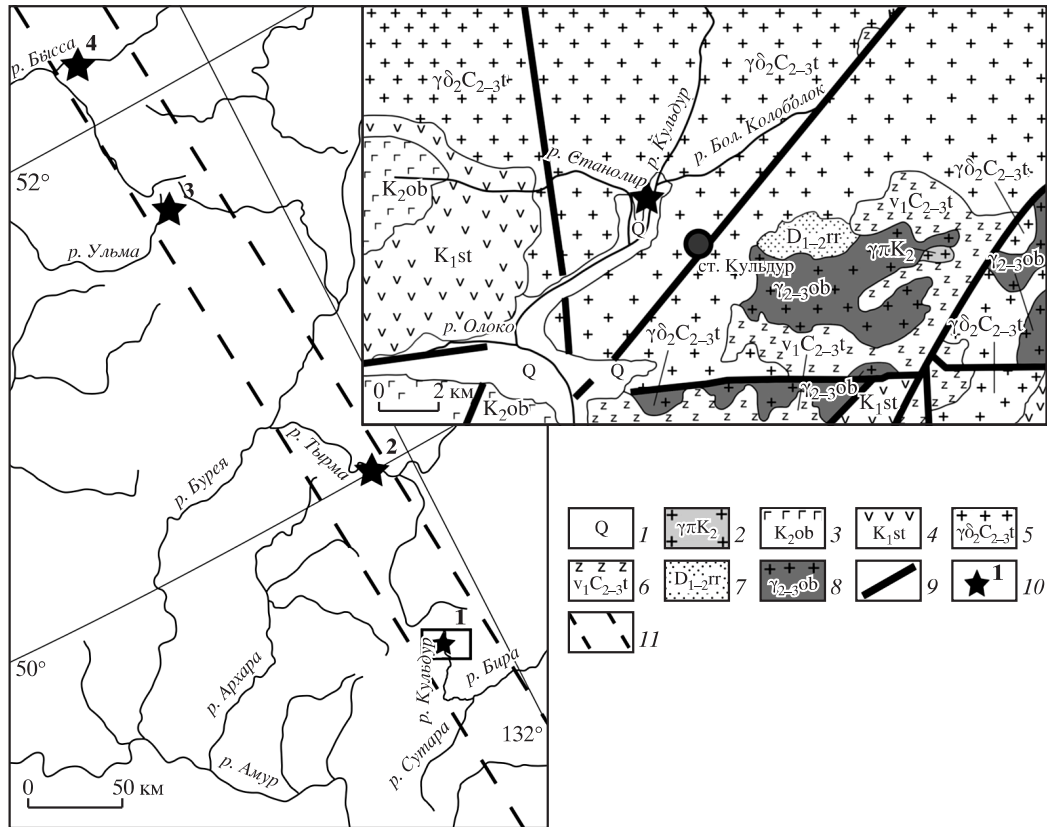 р. Бысса
4
52°
3
р. Ульма
р. Бурея
р. Тырма
2
50°
р. Архара
1
р. Кульдур
р. Бира
132°
р. Сутара
р. Амур
0 50 км
γδ₂C₂₋₃t
γδ₂C₂₋₃t
р. Кульдур
р. Бол. Колоболок
р. Станолир
K₂ob
Q
K₁st
ст. Кульдур
D₁₋₂rr
ν₁C₂₋₃t
γδ₂C₂₋₃t
γπK₂
γ₂₋₃ob
γ₂₋₃ob
р. Олоко
γδ₂C₂₋₃t
ν₁C₂₋₃t
γδ₂C₂₋₃t
Q
Q
γ₂₋₃ob
K₁st
0 2 км
K₂ob
Q 1
γπK₂ 2
K₂ob 3
K₁st 4
γδ₂C₂₋₃t 5
ν₁C₂₋₃t 6
D₁₋₂rr 7
γ₂₋₃ob 8
9
1 10
11